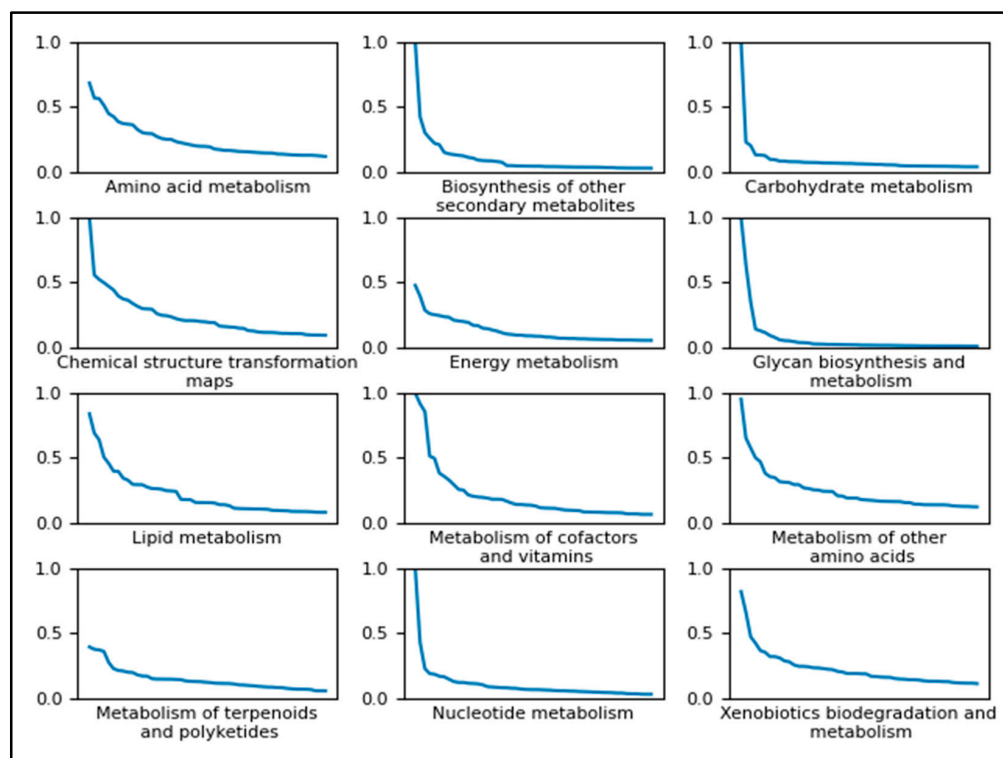 1.0
0.5
0.0
Amino acid metabolism
1.0
0.5
0.0
Biosynthesis of other
secondary metabolites
1.0
0.5
0.0
Carbohydrate metabolism
1.0
0.5
0.0
Chemical structure transformation
maps
1.0
0.5
0.0
Energy metabolism
1.0
0.5
0.0
Glycan biosynthesis and
metabolism
1.0
0.5
0.0
Lipid metabolism
1.0
0.5
0.0
Metabolism of cofactors
and vitamins
1.0
0.5
0.0
Metabolism of other
amino acids
1.0
0.5
0.0
Metabolism of terpenoids
and polyketides
1.0
0.5
0.0
Nucleotide metabolism
1.0
0.5
0.0
Xenobiotics biodegradation and
metabolism